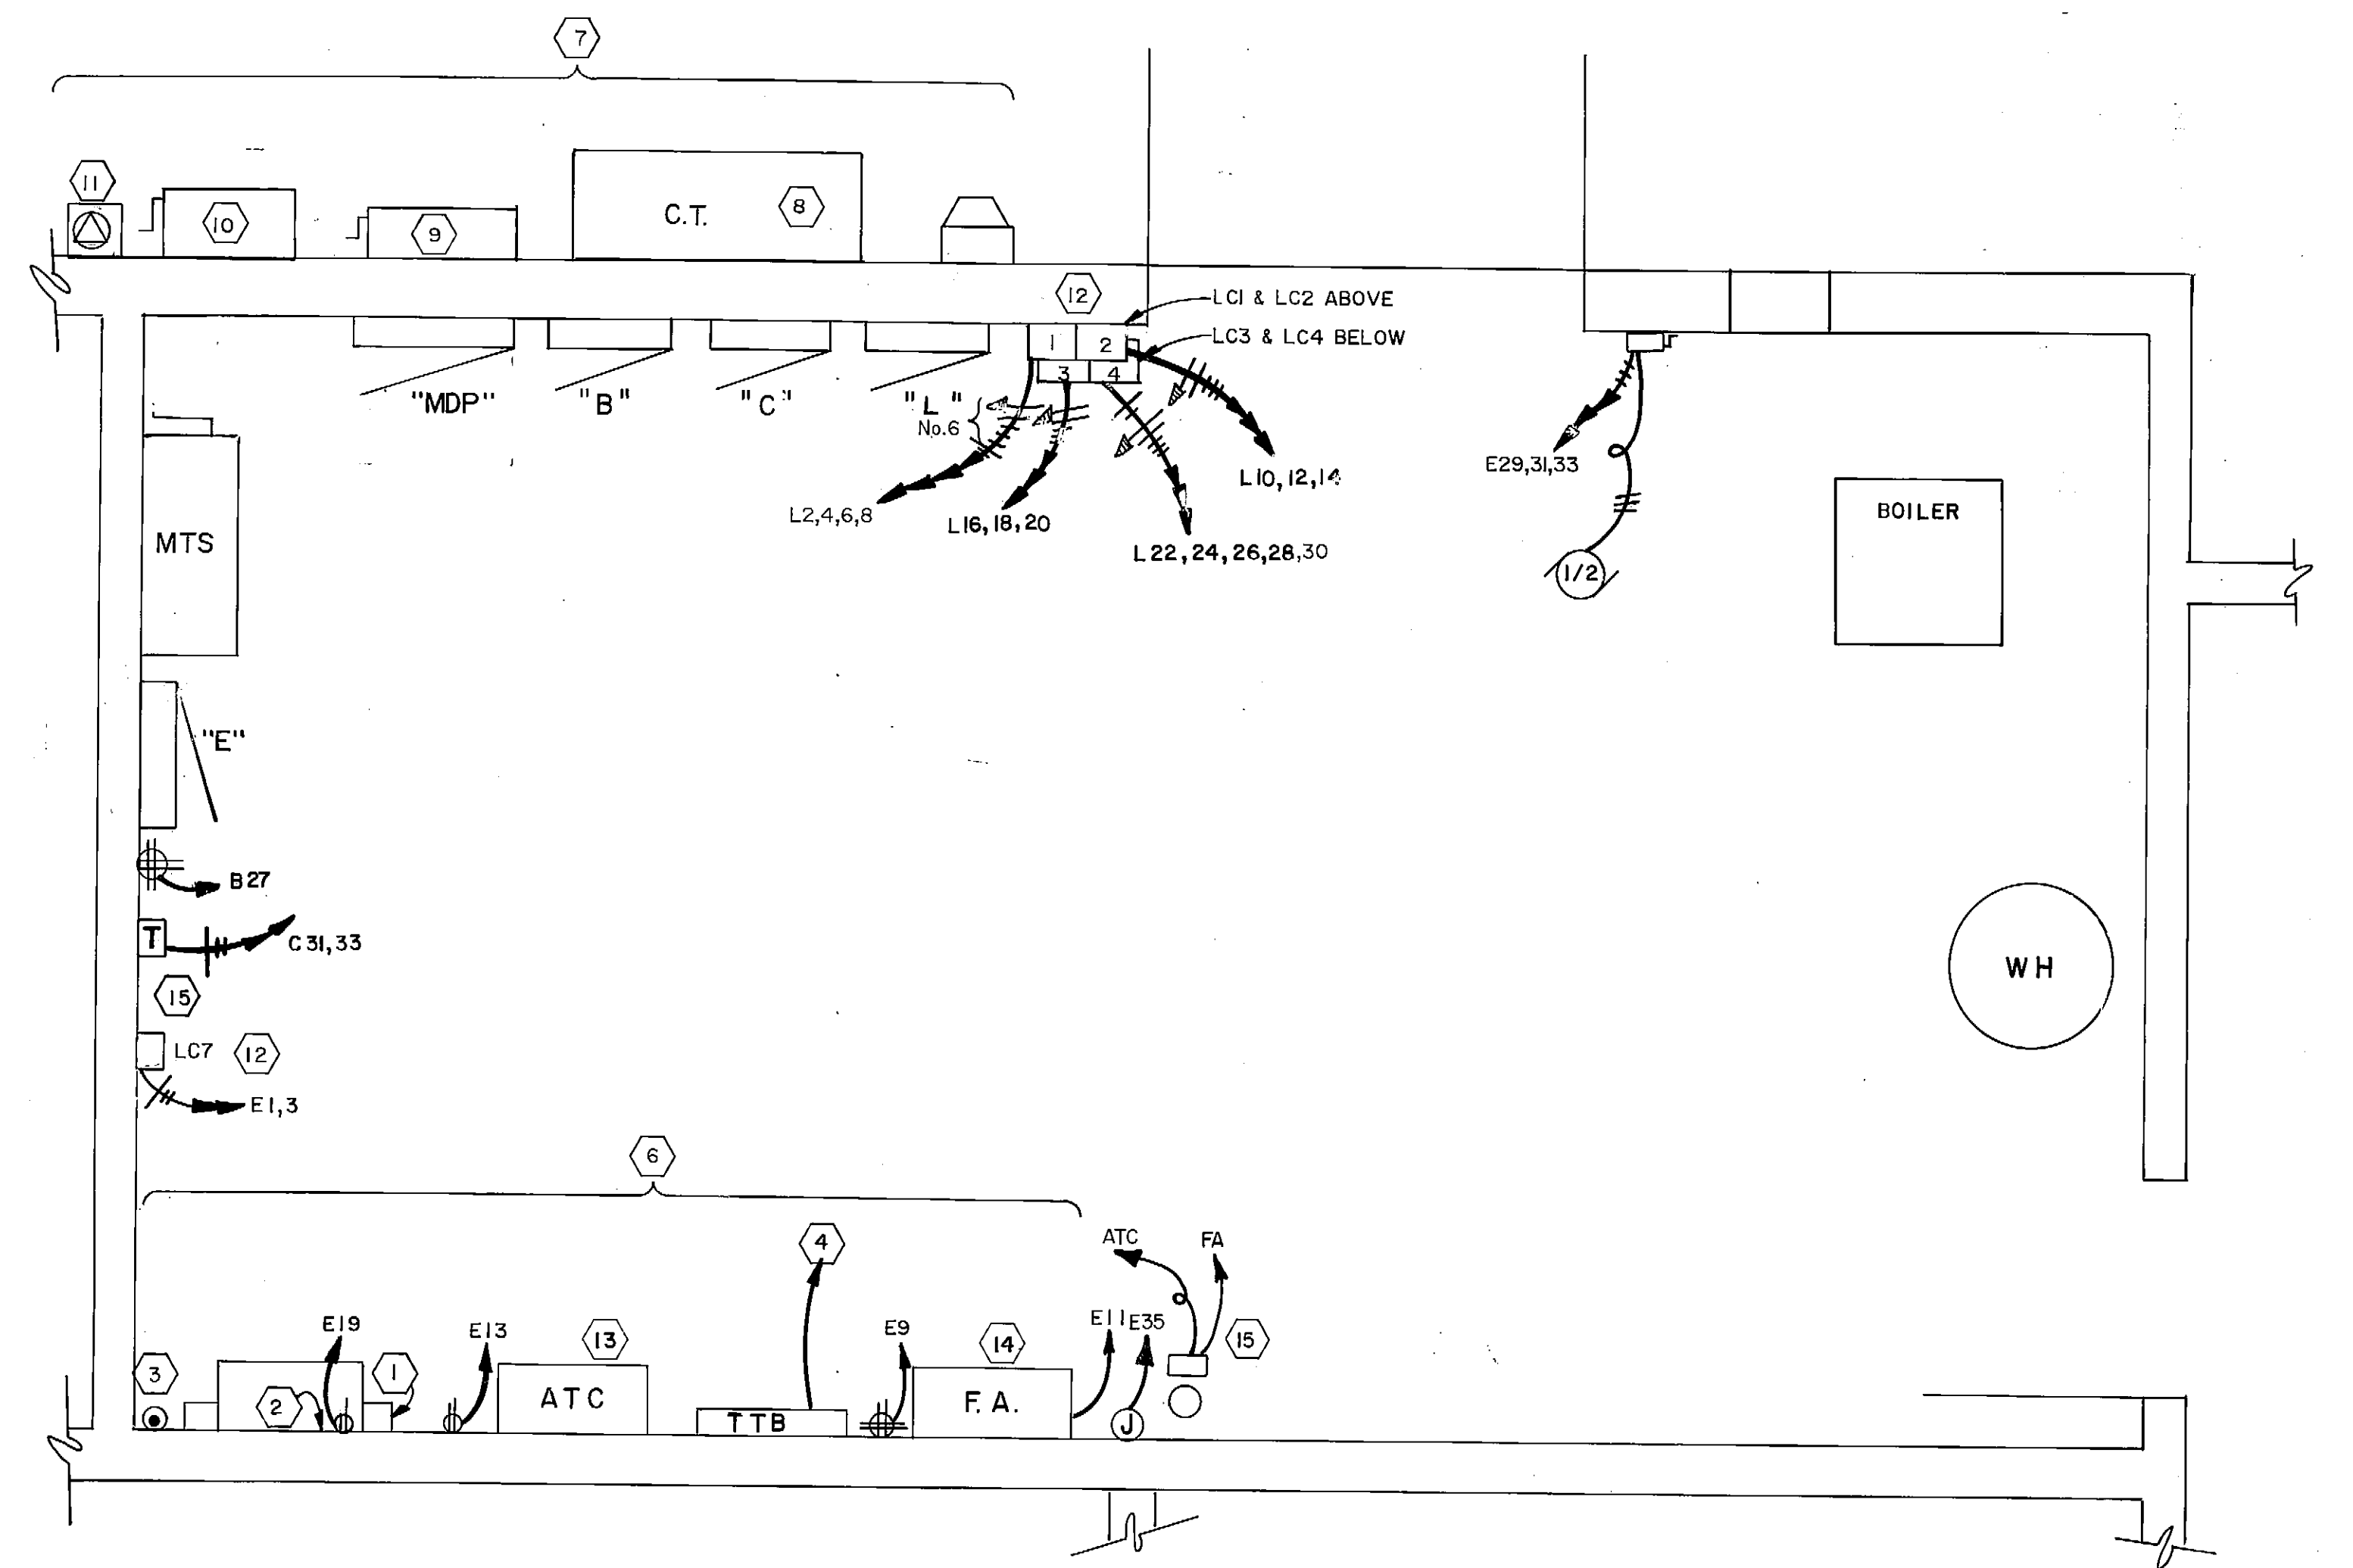 7
11
10
9
C.T.
8
12
LC1 & LC2 ABOVE
LC3 & LC4 BELOW
1
2
3
4
"MDP"
"B"
"C"
"L"
No.6
L2,4,6,8
L16,18,20
L10,12,14
L22,24,26,28,30
E29,31,33
1/2
BOILER
MTS
"E"
B27
T
C31,33
15
WH
LC7
12
E1,3
6
4
ATC
FA
E19
E13
13
E9
14
E11
E35
15
3
2
1
ATC
TTB
F.A.
J